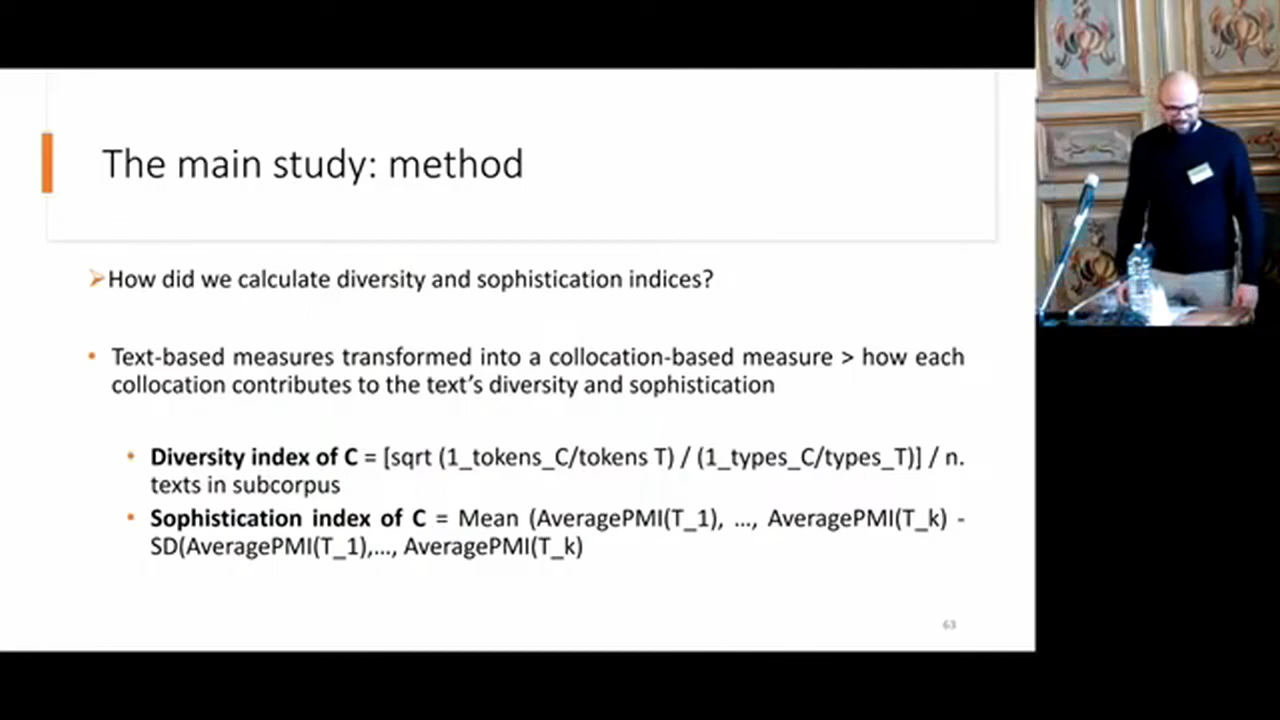 The main study: method
➢How did we calculate diversity and sophistication indices?
• Text-based measures transformed into a collocation-based measure > how each
collocation contributes to the text's diversity and sophistication
• Diversity index of C = [sqrt (1_tokens_C/tokens T) / (1_types_C/types_T)] / n.
texts in subcorpus
• Sophistication index of C = Mean (AveragePMI(T_1), ..., AveragePMI(T_k) -
SD(AveragePMI(T_1),..., AveragePMI(T_k)
63